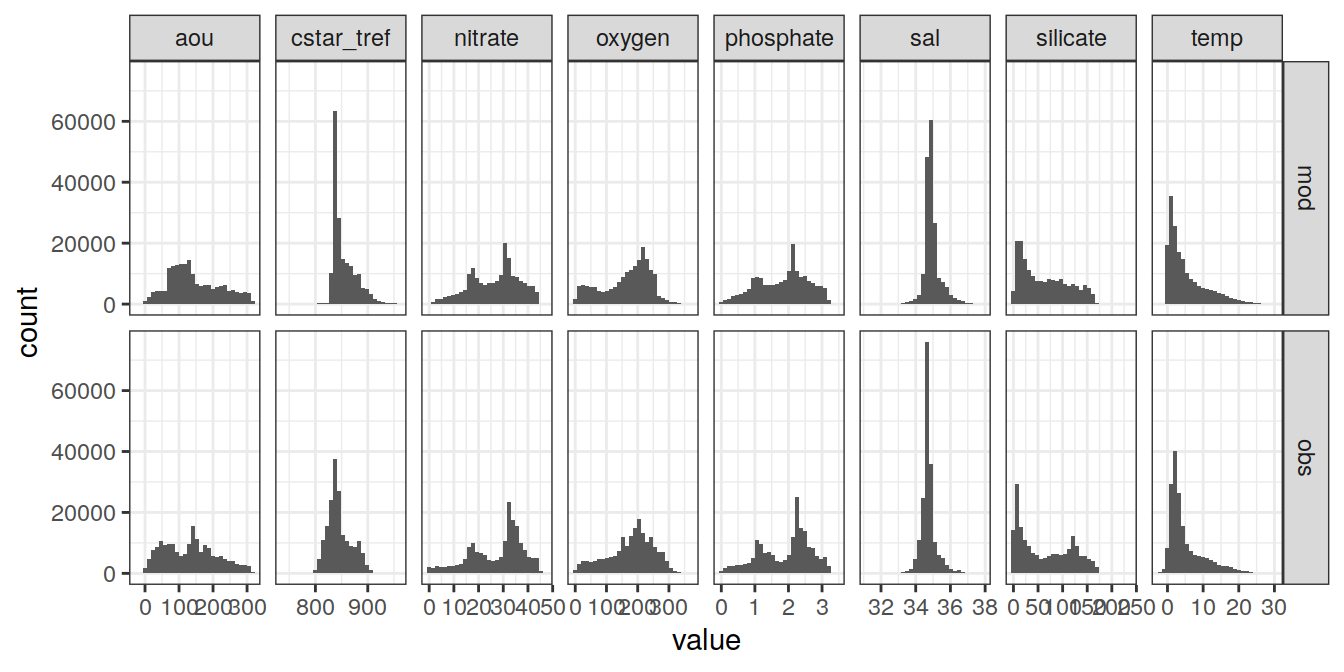 aou cstar_tref nitrate oxygen phosphate sal silicate temp
60000
40000
20000
0
mod
60000
40000
20000
0
obs
count
0 100 200 300 800 900 0 10 20 30 40 50 0 100 200 300 0 1 2 3 32 34 36 38 0 50 100 150 200 250 0 10 20 30
value